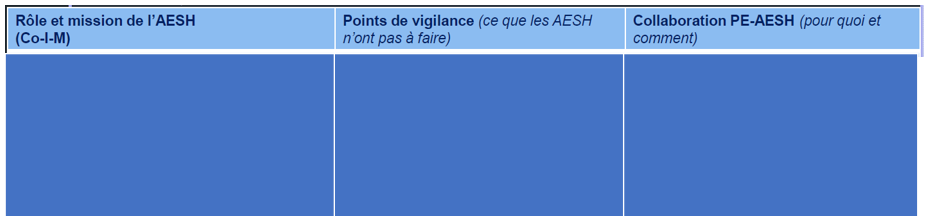 Rôle et mission de l'AESH
(Co-I-M)
Points de vigilance (ce que les AESH
n'ont pas à faire)
Collaboration PE-AESH (pour quoi et
comment)